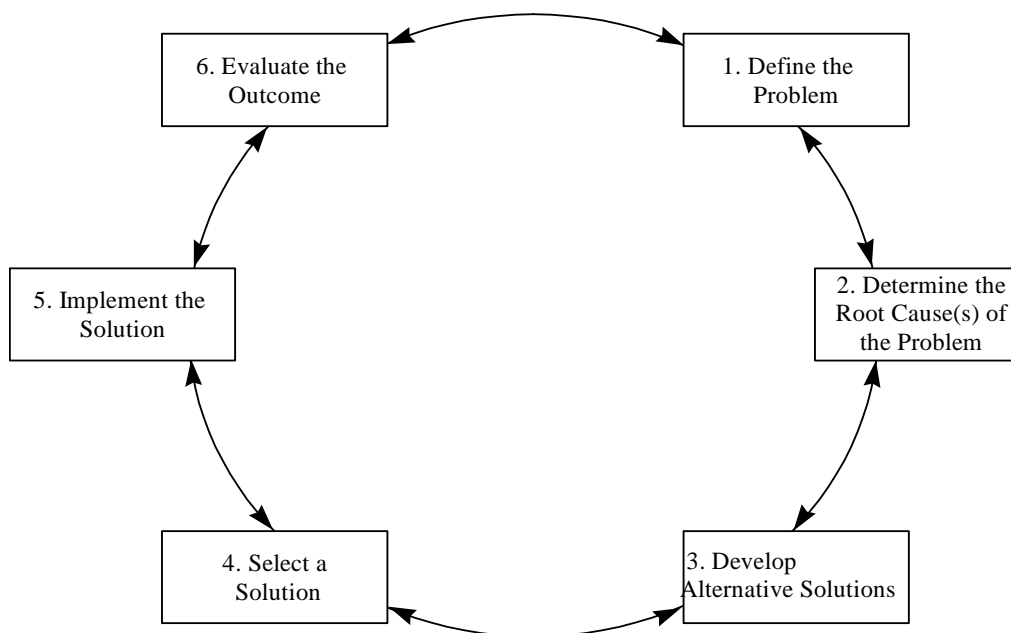 1. Define the
Problem
2. Determine the
Root Cause(s) of
the Problem
3. Develop
Alternative Solutions
4. Select a
Solution
5. Implement the
Solution
6. Evaluate the
Outcome